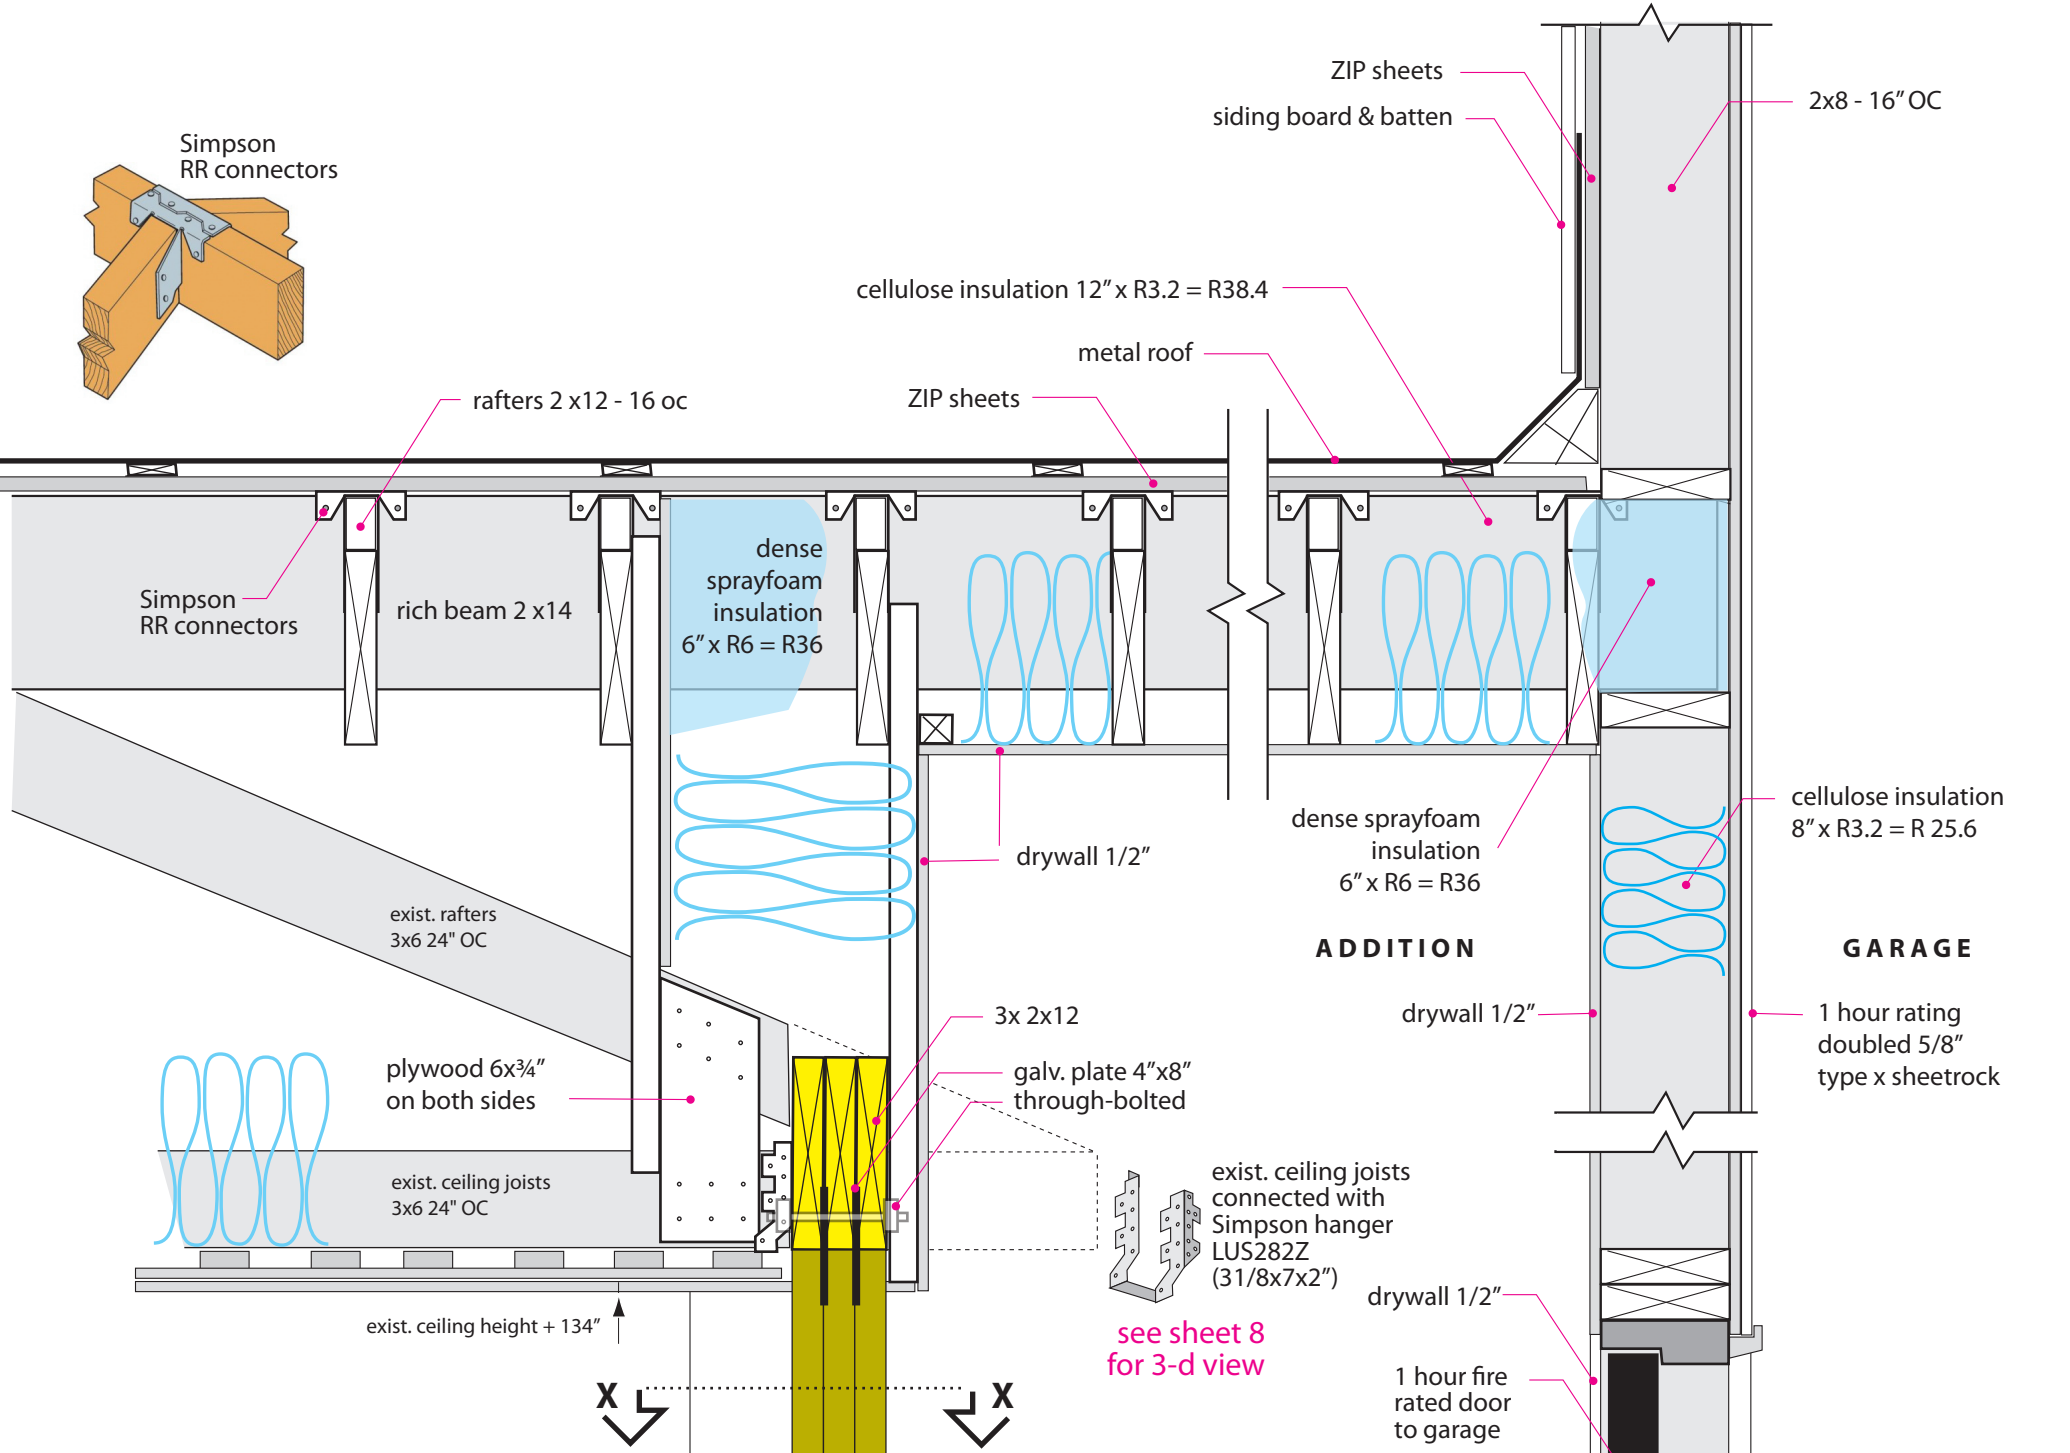 ZIP sheets
siding board & batten
2x8 - 16” OC
Simpson
RR connectors
cellulose insulation 12” x R3.2 = R38.4
metal roof
ZIP sheets
rafters 2 x12 - 16 oc
Simpson
RR connectors
rich beam 2 x14
dense
sprayfoam
insulation
6” x R6 = R36
cellulose insulation
8” x R3.2 = R 25.6
dense sprayfoam
insulation
6” x R6 = R36
drywall 1/2”
exist. rafters
3x6 24" OC
ADDITION
GARAGE
3x 2x12
drywall 1/2”
1 hour rating
doubled 5/8”
type x sheetrock
plywood 6x¾”
on both sides
galv. plate 4”x8”
through-bolted
exist. ceiling joists
3x6 24" OC
exist. ceiling joists
connected with
Simpson hanger
LUS282Z
(31/8x7x2”)
drywall 1/2”
exist. ceiling height + 134”
see sheet 8
for 3-d view
X
X
1 hour fire
rated door
to garage